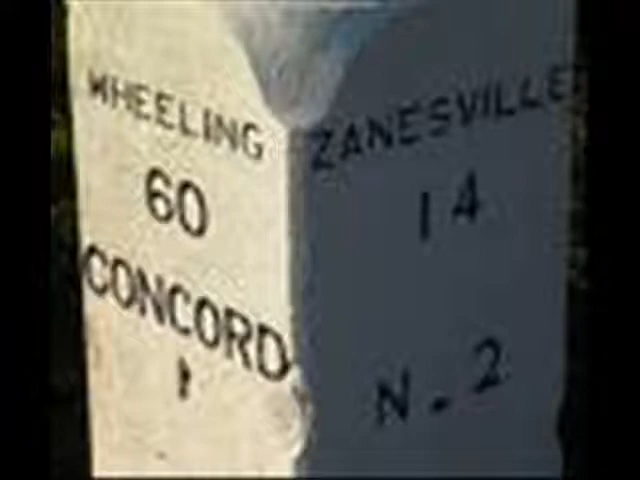 WHEELING
60
CONCORD
1
ZANESVILLE
14
N. 2